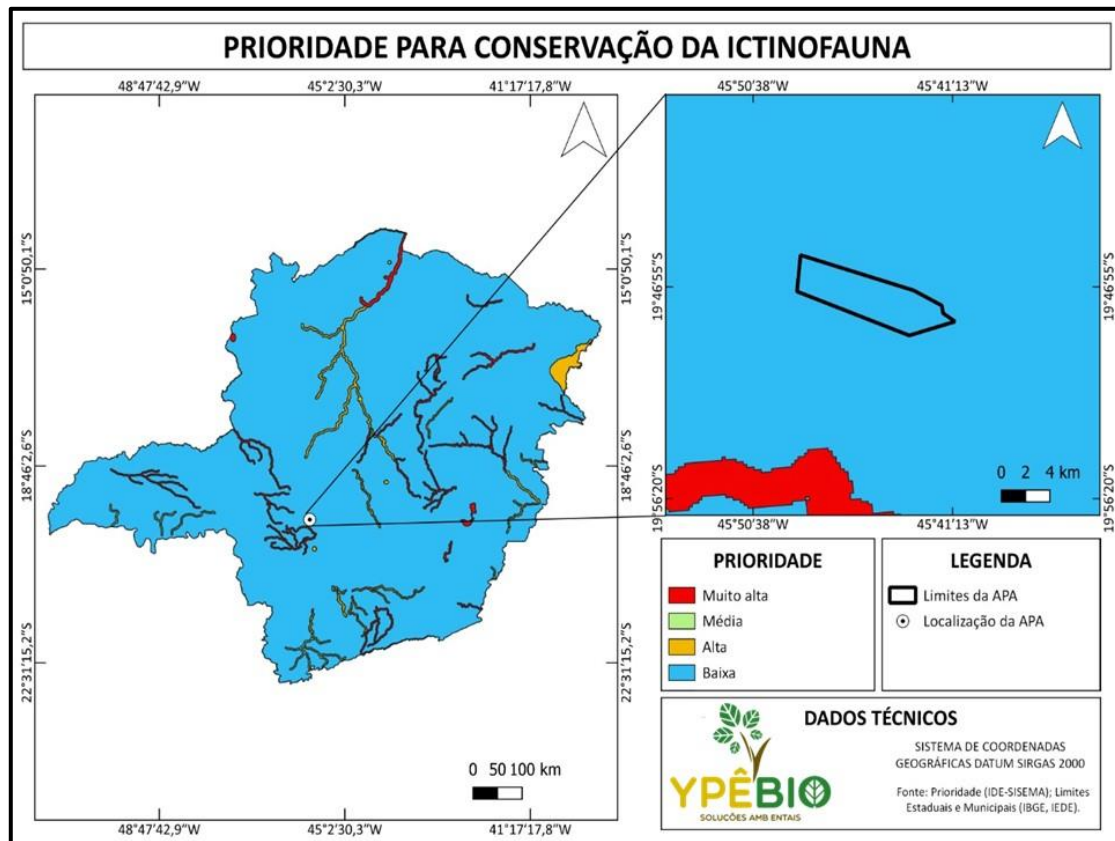 PRIORIDADE PARA CONSERVAÇÃO DA ICTINOFAUNA
48°47'42,9"W
45°2'30,3"W
41°17'17,8"W
15°0'50,1"S
15°0'50,1"S
18°46'2,6"S
18°46'2,6"S
22°31'15,2"S
22°31'15,2"S
0 50 100 km
48°47'42,9"W
45°2'30,3"W
41°17'17,8"W
45°50'38"W
45°41'13"W
19°46'55"S
19°46'55"S
19°56'20"S
19°56'20"S
0 2 4 km
45°50'38"W
45°41'13"W
PRIORIDADE
Muito alta
Média
Alta
Baixa
LEGENDA
Limites da APA
Localização da APA
YPÊBIO
SOLUCÕES AMB ENTAIS
DADOS TÉCNICOS
SISTEMA DE COORDENADAS
GEOGRÁFICAS DATUM SIRGAS 2000
Fonte: Prioridade (IDE-SISEMA); Limites
Estaduais e Municipais (IBGE, IEDE).